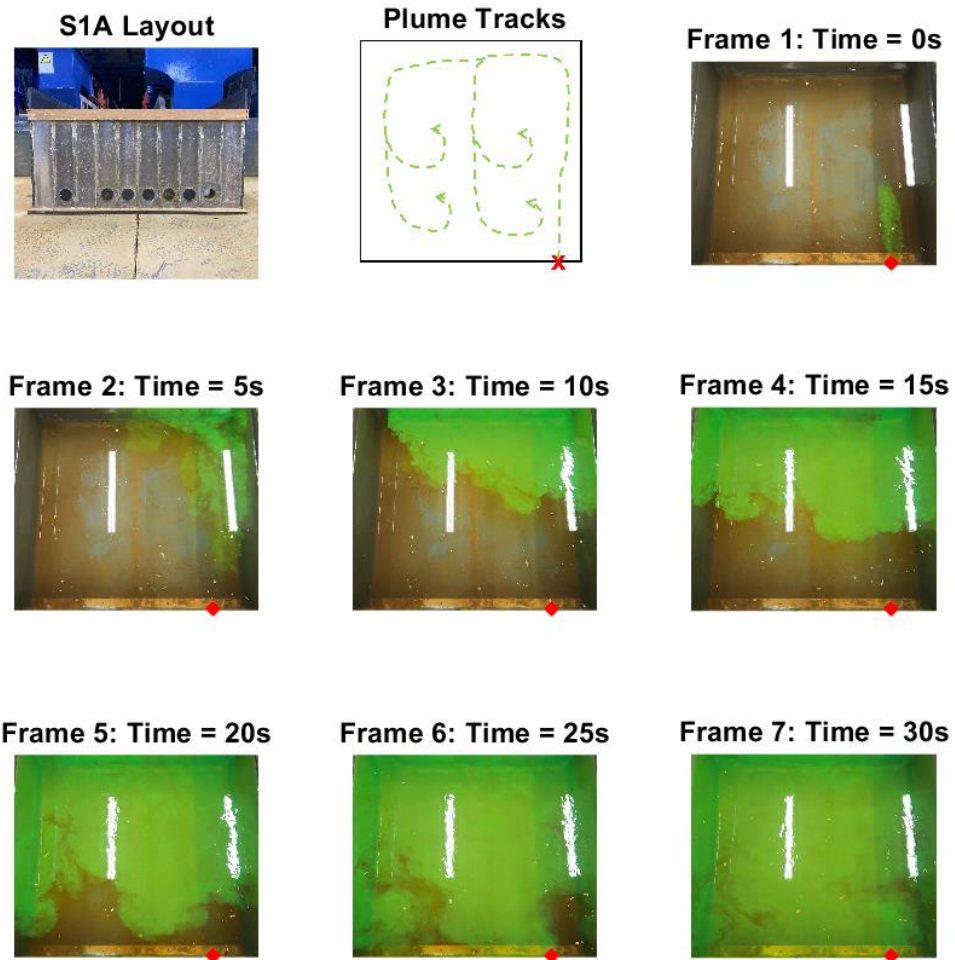 S1A Layout
Plume Tracks
Frame 1: Time = 0s
Frame 2: Time = 5s
Frame 3: Time = 10s
Frame 4: Time = 15s
Frame 5: Time = 20s
Frame 6: Time = 25s
Frame 7: Time = 30s